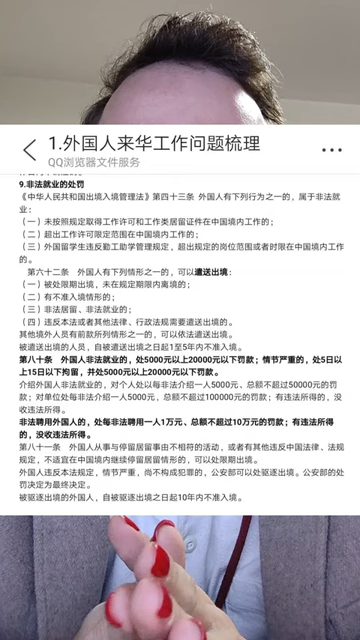 1.外国人来华工作问题梳理
QQ浏览器文件服务
9.非法就业的处罚
《中华人民共和国出境入境管理法》第四十三条 外国人有下列行为之一的，属于非法就
业：
（一）未按照规定取得工作许可和工作类居留证件在中国境内工作的；
（二）超出工作许可限定范围在中国境内工作的；
（三）外国留学生违反勤工助学管理规定，超出规定的岗位范围或者时限在中国境内工作
的。
第六十二条 外国人有下列情形之一的，可以遣送出境：
（一）被处限期出境，未在规定期限内离境的；
（二）有不准入境情形的；
（三）非法居留、非法就业的；
（四）违反本法或者其他法律、行政法规需要遣送出境的。
其他境外人员有前款所列情形之一的，可以依法遣送出境。
被遣送出境的人员，自被遣送出境之日起1至5年内不准入境。
第八十条 外国人非法就业的，处5000元以上20000元以下罚款；情节严重的，处5日以
上15日以下拘留，并处5000元以上20000元以下罚款。
介绍外国人非法就业的，对个人处以每非法介绍一人5000元、总额不超过50000元的罚
款；对单位处每非法介绍一人5000元、总额不超过100000元的罚款；有违法所得的，没
收违法所得。
非法聘用外国人的，处每非法聘用一人1万元、总额不超过10万元的罚款；有违法所得
的，没收违法所得。
第八十一条 外国人从事与停留居留事由不相符的活动，或者有其他违反中国法律、法规
规定，不适宜在中国境内继续停留居留情形的，可以处限期出境。
外国人违反本法规定，情节严重，尚不构成犯罪的，公安部可以处驱逐出境。公安部的处
罚决定为最终决定。
被驱逐出境的外国人，自被驱逐出境之日起10年内不准入境。